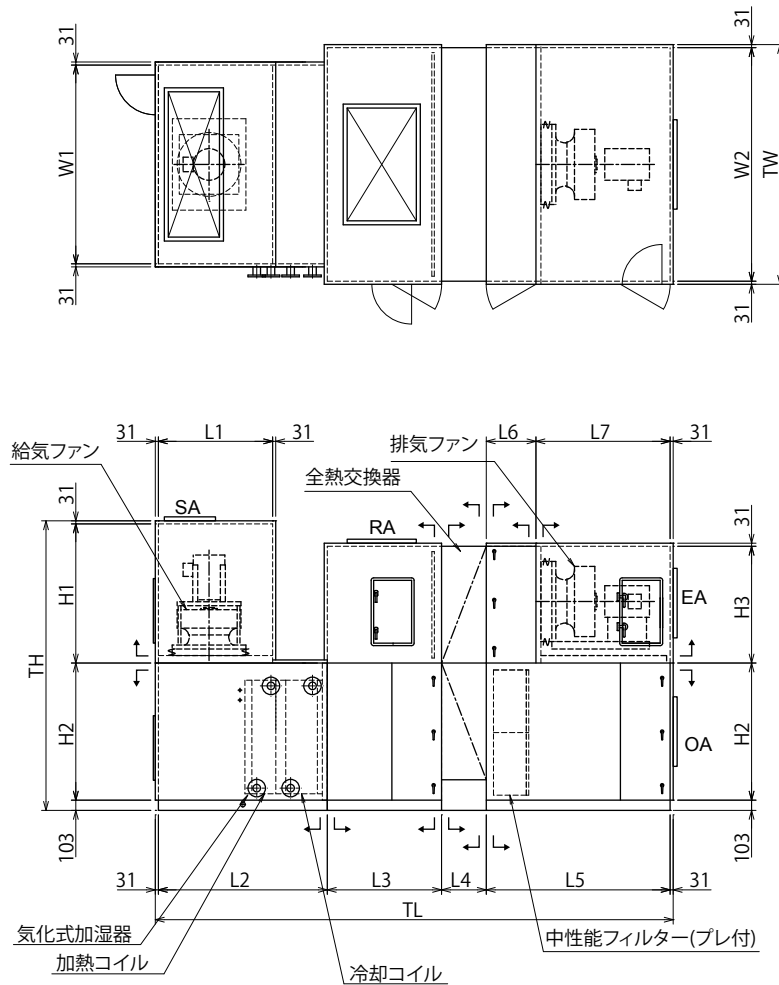 31
31
W1
W2
TW
31
31
31
L1
31
L6
L7
31
給気ファン
排気ファン
全熱交換器
31
SA
RA
31
H1
EA
H3
TH
H2
OA
H2
103
103
31
L2
L3
L4
L5
31
TL
気化式加湿器
加熱コイル
冷却コイル
中性能フィルター(プレ付)